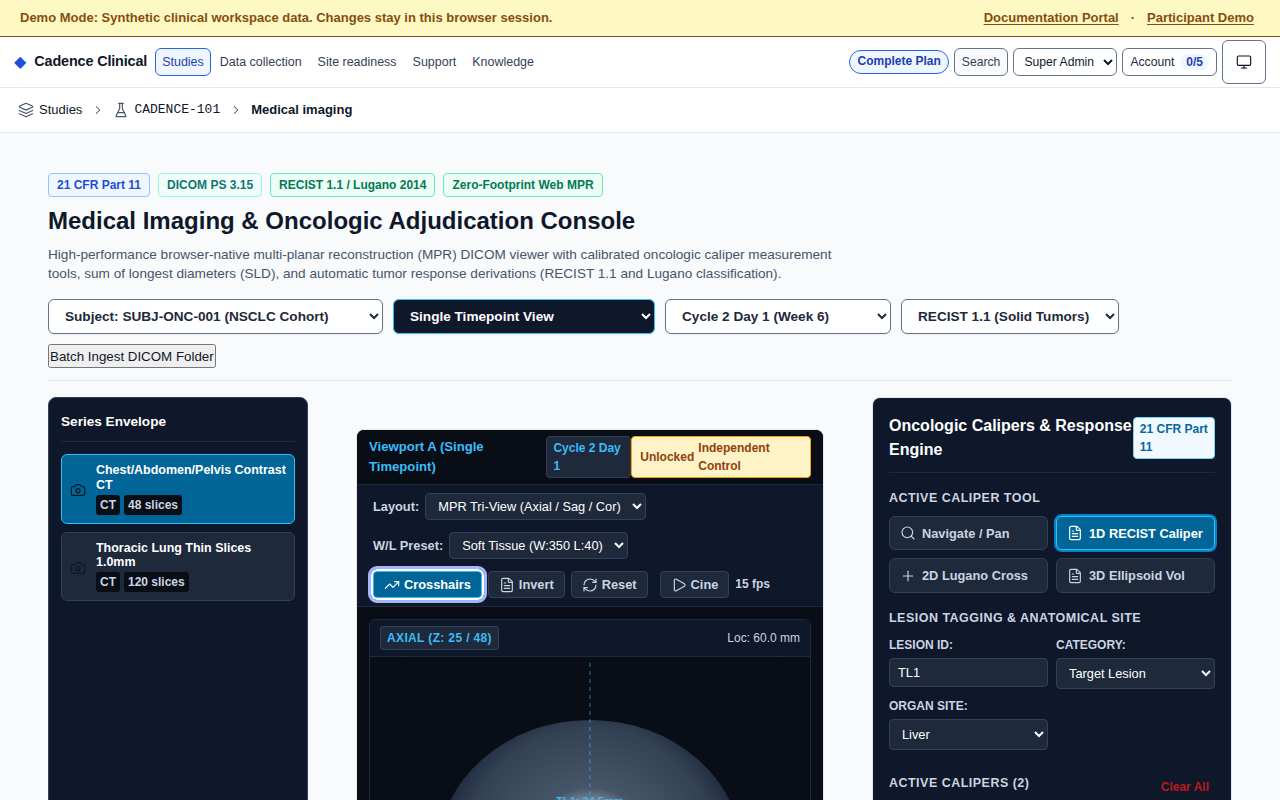 Demo Mode: Synthetic clinical workspace data. Changes stay in this browser session. Documentation Portal · Participant Demo
Cadence Clinical Studies Data collection Site readiness Support Knowledge Complete Plan Search Super Admin Account 0/5
Studies CADENCE-101 Medical imaging
21 CFR Part 11 DICOM PS 3.15 RECIST 1.1 / Lugano 2014 Zero-Footprint Web MPR
Medical Imaging & Oncologic Adjudication Console
High-performance browser-native multi-planar reconstruction (MPR) DICOM viewer with calibrated oncologic caliper measurement
tools, sum of longest diameters (SLD), and automatic tumor response derivations (RECIST 1.1 and Lugano classification).
Subject: SUBJ-ONC-001 (NSCLC Cohort) Single Timepoint View Cycle 2 Day 1 (Week 6) RECIST 1.1 (Solid Tumors)
Batch Ingest DICOM Folder
Series Envelope
Chest/Abdomen/Pelvis Contrast
CT
CT 48 slices
Thoracic Lung Thin Slices
1.0mm
CT 120 slices
Viewport A (Single
Timepoint)
Cycle 2 Day
1
Unlocked
Independent
Control
Layout: MPR Tri-View (Axial / Sag / Cor)
W/L Preset: Soft Tissue (W:350 L:40)
Crosshairs Invert Reset Cine 15 fps
AXIAL (Z: 25 / 48) Loc: 60.0 mm
Oncologic Calipers & Response
Engine
21 CFR Part
11
ACTIVE CALIPER TOOL
Navigate / Pan 1D RECIST Caliper
2D Lugano Cross 3D Ellipsoid Vol
LESION TAGGING & ANATOMICAL SITE
LESION ID: CATEGORY:
TL1 Target Lesion
ORGAN SITE:
Liver
ACTIVE CALIPERS (2) Clear All